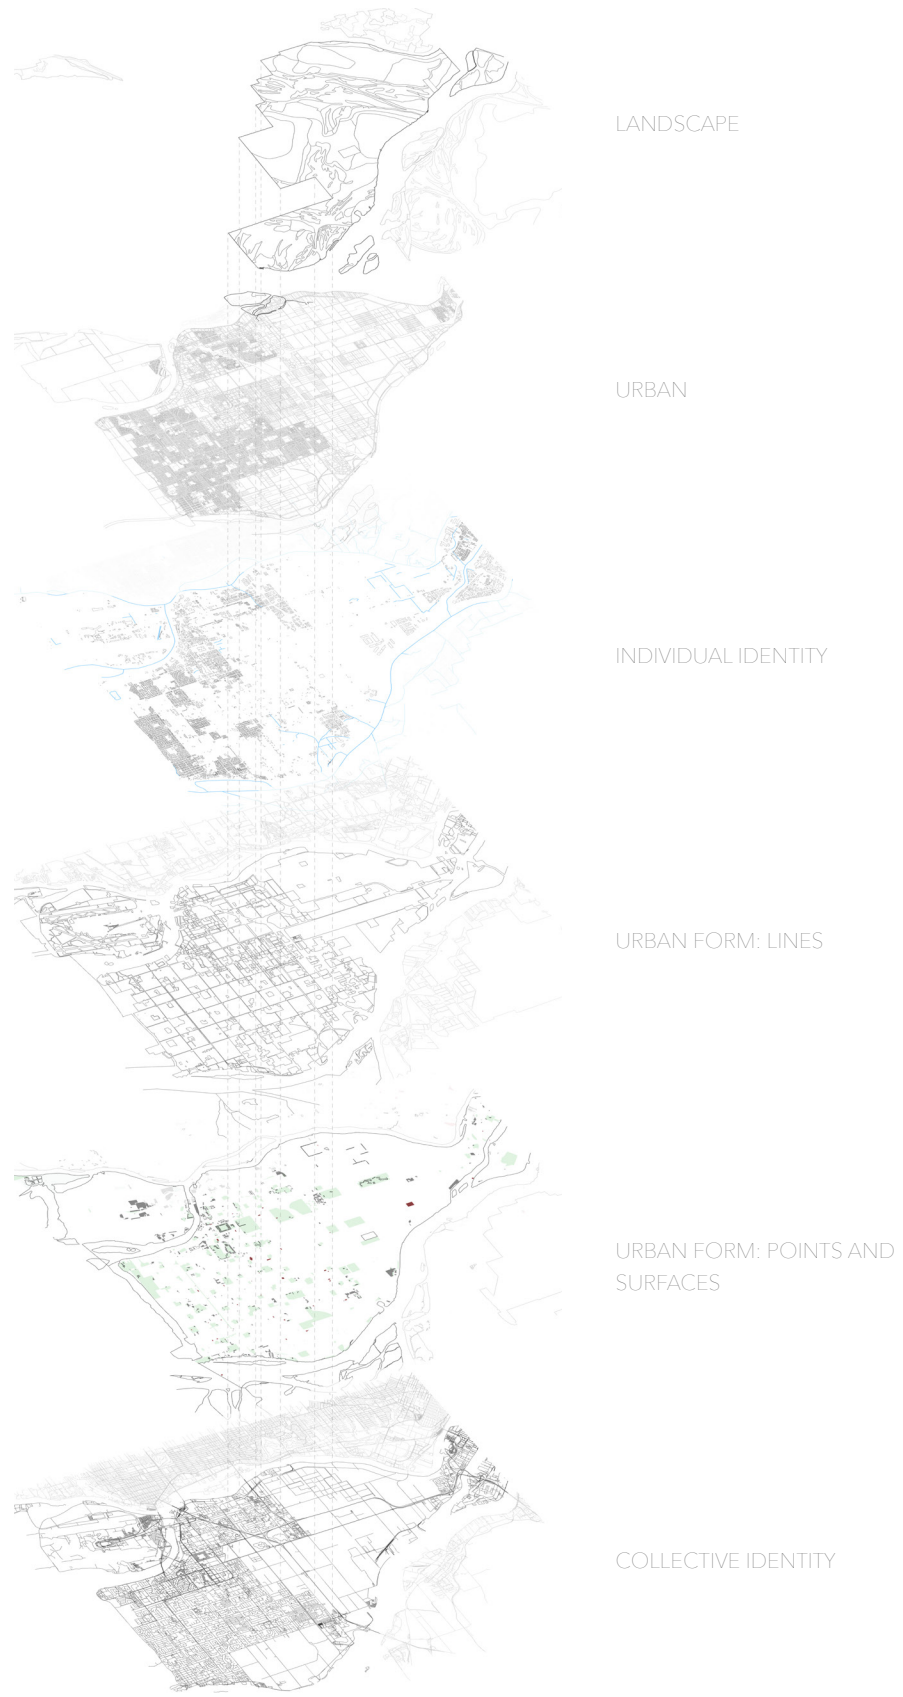 LANDSCAPE
URBAN
INDIVIDUAL IDENTITY
URBAN FORM: LINES
URBAN FORM: POINTS AND
SURFACES
COLLECTIVE IDENTITY